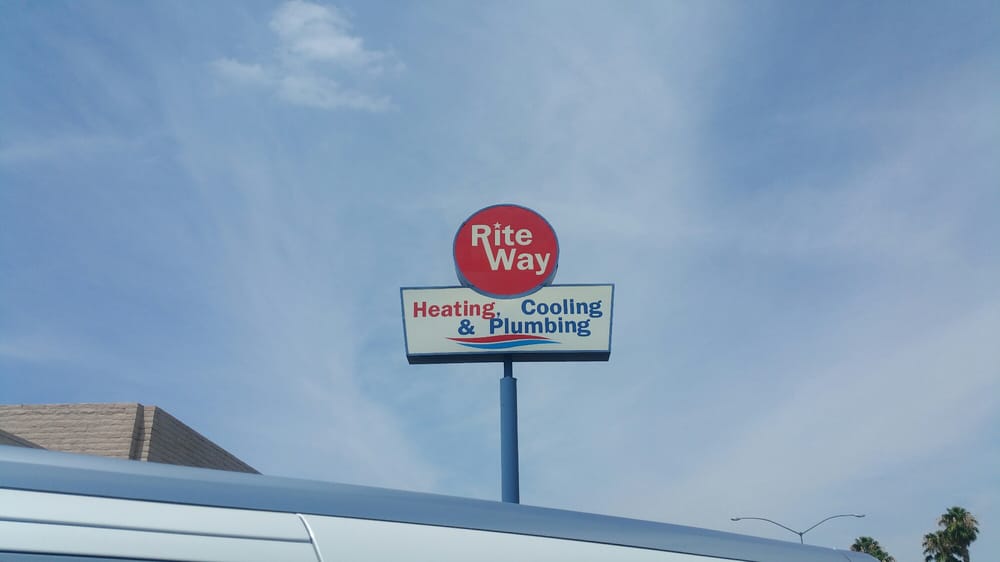 Rite
Way
Heating, Cooling
& Plumbing